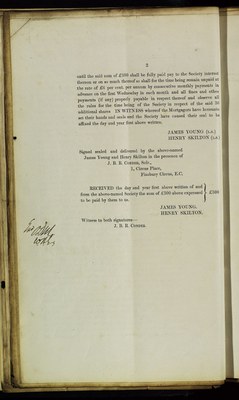 2
until the said sum of £500 shall be fully paid pay to the Society interest
thereon or on so much thereof as shall for the time being remain unpaid at
the rate of £6 per cent. per annum by consecutive monthly payments in
advance on the first Wednesday in each month and all fines and other
payments (if any) properly payable in respect thereof and observe all
the rules for the time being of the Society in respect of the said
additional shares IN WITNESS whereof the Mortgagors have hereunto
set their hands and seals and the Society have caused their seal to be
affixed the day and year first above written.
JAMES YOUNG (L.S.)
HENRY SKILTON (L.S.)
Signed sealed and delivered by the above-named
James Young and Henry Skilton in the presence of
J. B. R. Solr.,
1, Circus Place,
Finsbury Circus, E.C.
RECEIVED the day and year first above written of and
from the above-named Society the sum of £500 above expressed
to be paid by them to us.
£500
JAMES YOUNG.
HENRY SKILTON.
Witness to both signatures—
J. B. R.